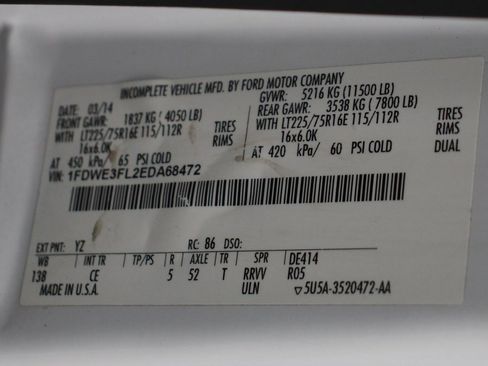 INCOMPLETE VEHICLE MFD. BY FORD MOTOR COMPANY
DATE: 03/14 GVWR: 5216 KG (11500 LB)
FRONT GAWR: 1837 KG (4050 LB) REAR GAWR: 3538 KG (7800 LB)
WITH LT225/75R16E 115/112R TIRES WITH LT225/75R16E 115/112R TIRES
16x6.0K RIMS 16x6.0K RIMS
AT 450 kPa/ 65 PSI COLD AT 420 kPa/ 60 PSI COLD DUAL
VIN: 1FDWE3FL2EDA68472
EXT PNT: YZ RC: 86 DSO:
WB INT TR TP/PS R AXLE TR SPR DE414
138 CE 5 52 T RRVV R05
MADE IN U.S.A. ULN ▽5U5A-3520472-AA